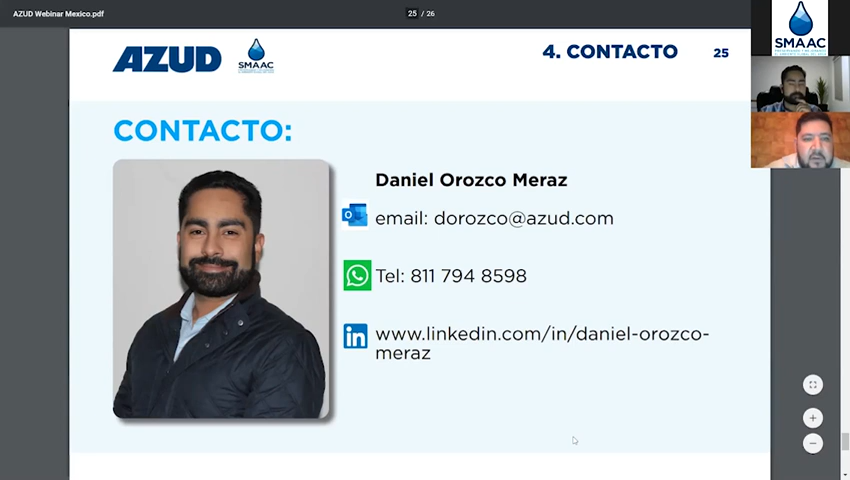 AZUD Webinar Mexico.pdf
25 / 26
SMAAC
AZUD
SMAAC
4. CONTACTO
25
CONTACTO:
Daniel Orozco Meraz
email: dorozco@azud.com
Tel: 811 794 8598
in
www.linkedin.com/in/daniel-orozco-
meraz